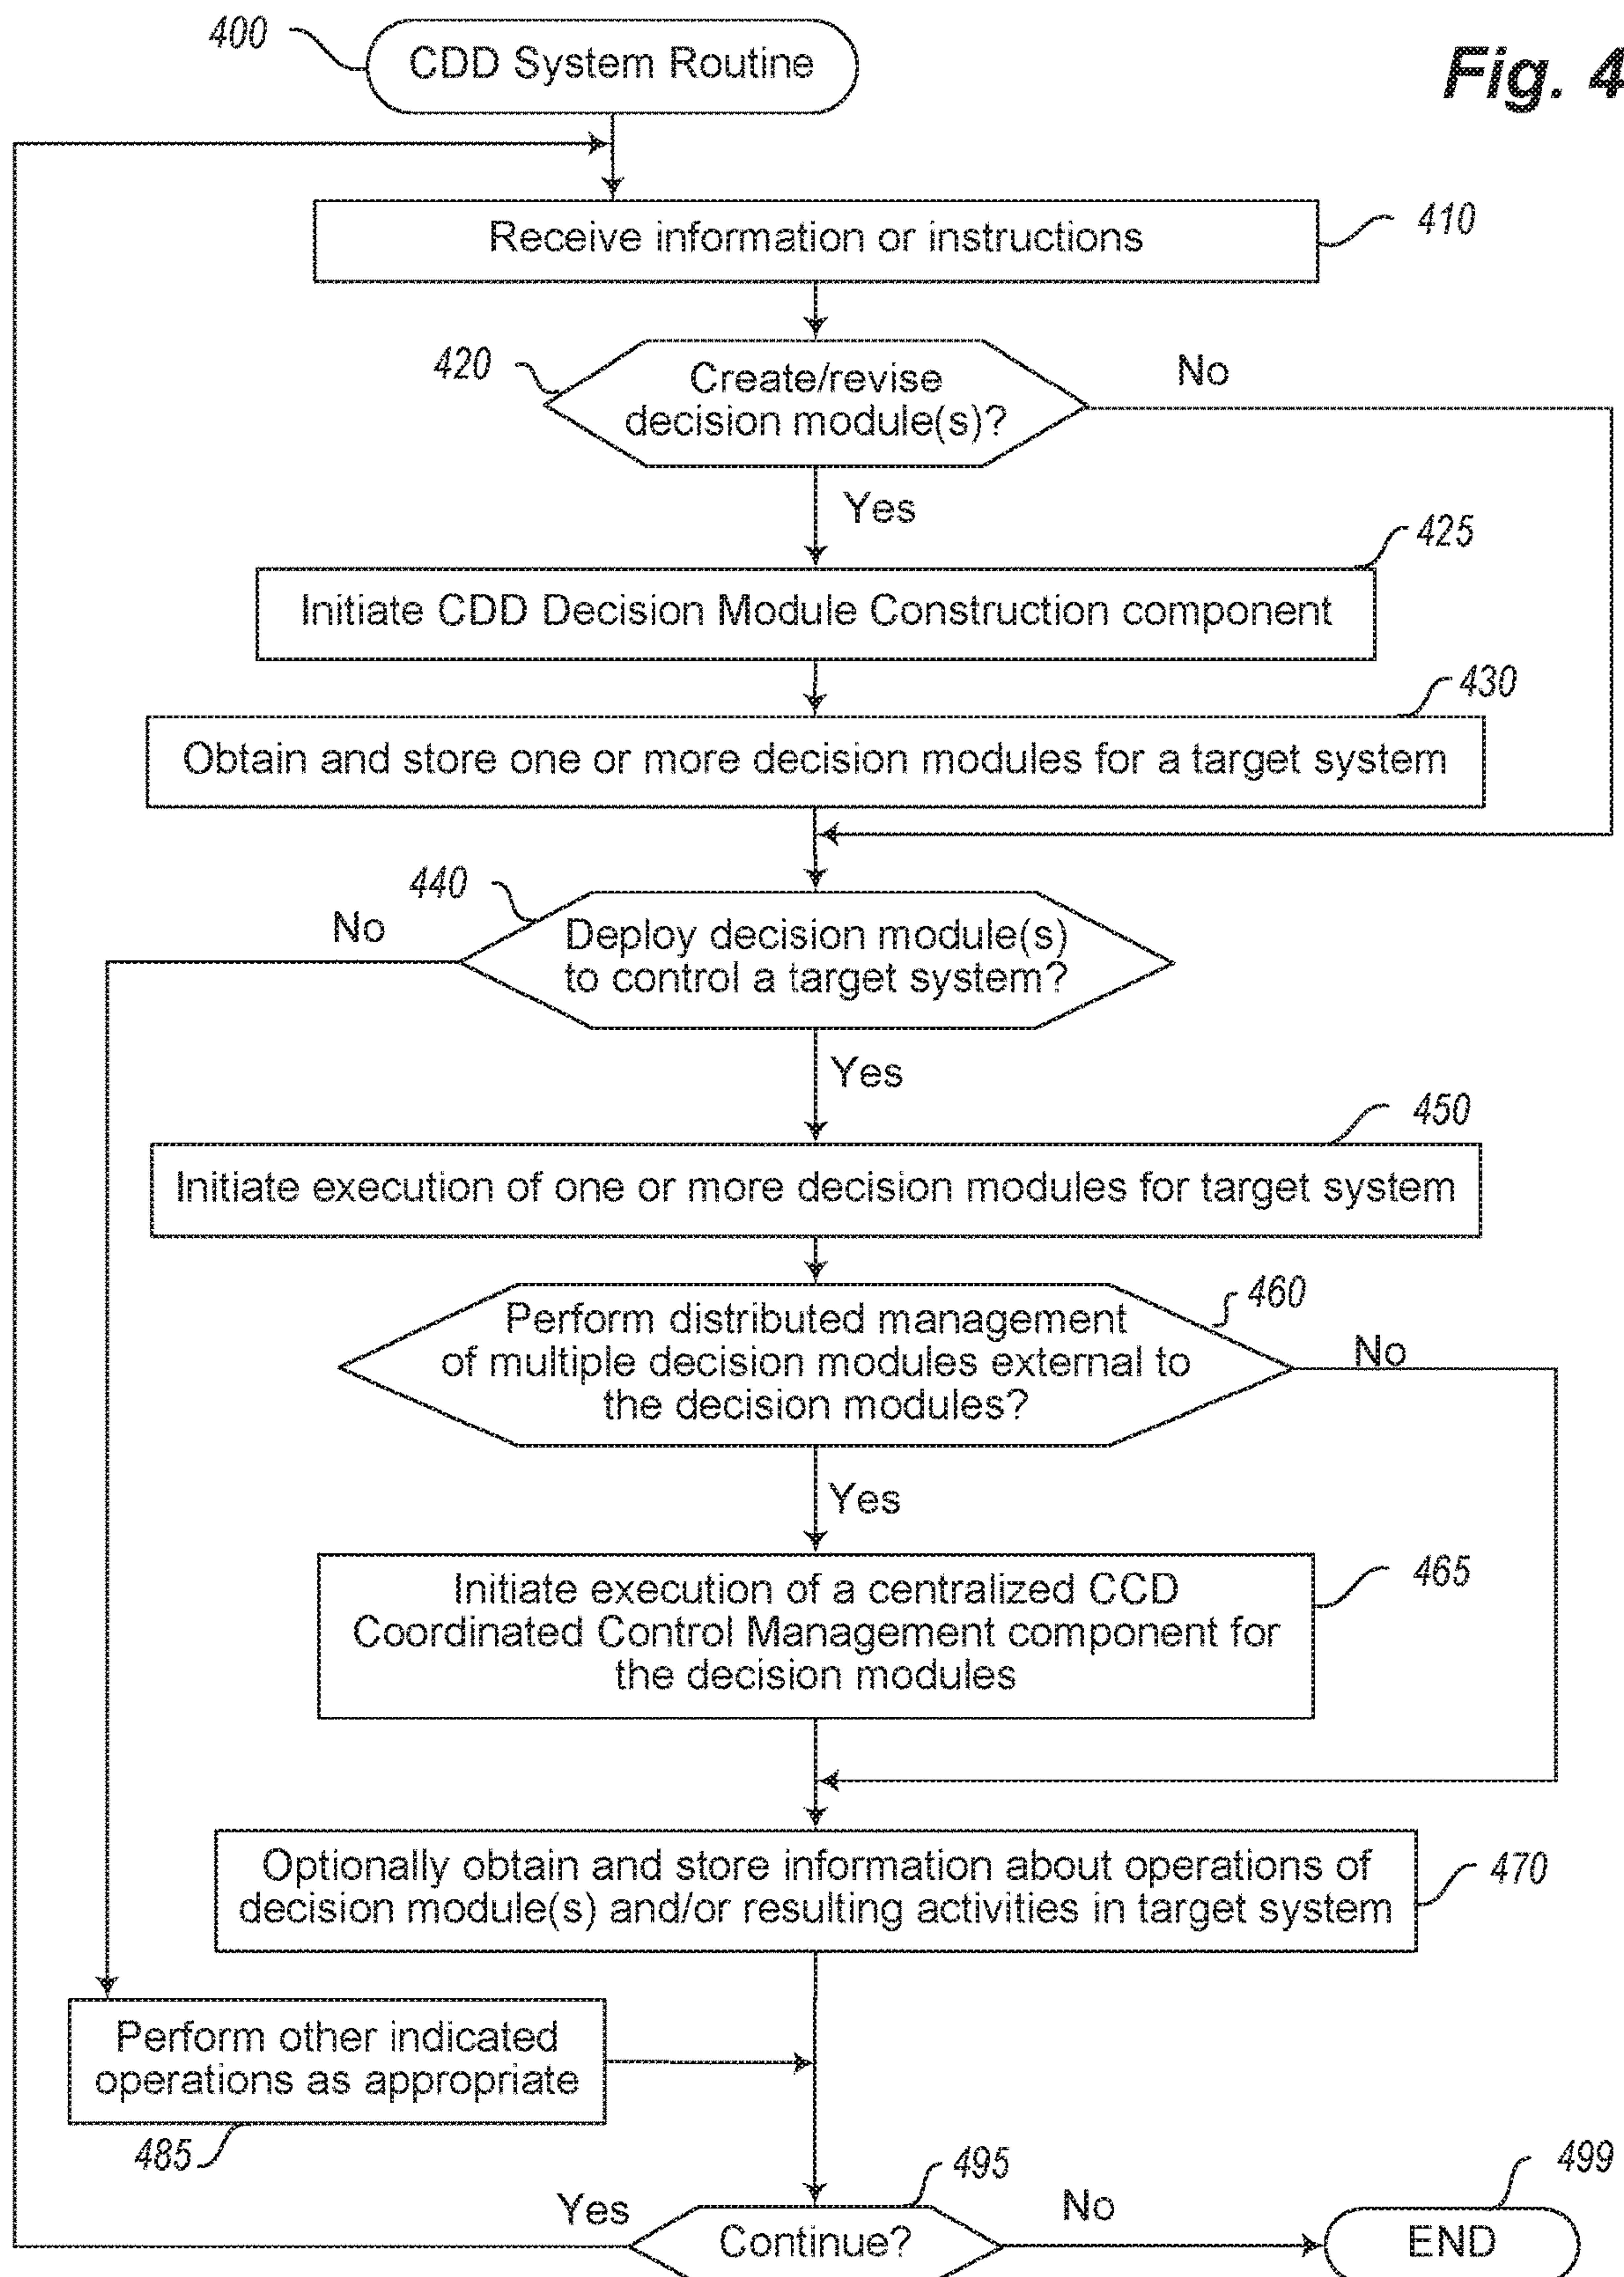 400
CDD System Routine
Fig. 4
Receive information or instructions
410
420
Create/revise
decision module(s)?
No
Yes
425
Initiate CDD Decision Module Construction component
430
Obtain and store one or more decision modules for a target system
440
No
Deploy decision module(s)
to control a target system?
Yes
450
Initiate execution of one or more decision modules for target system
460
Perform distributed management
of multiple decision modules external to
the decision modules?
No
Yes
465
Initiate execution of a centralized CCD
Coordinated Control Management component for
the decision modules
Optionally obtain and store information about operations of
decision module(s) and/or resulting activities in target system
470
Perform other indicated
operations as appropriate
485
495
499
Yes
Continue?
No
END